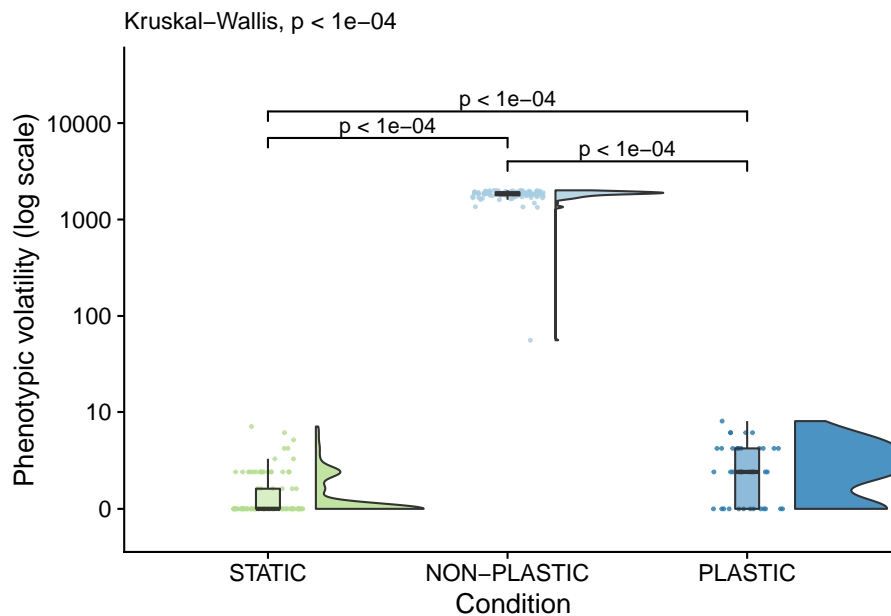 Kruskal−Wallis, p < 1e−04
p < 1e−04
p < 1e−04
p < 1e−04
Phenotypic volatility (log scale)
10000
1000
100
10
0
STATIC
NON−PLASTIC
PLASTIC
Condition